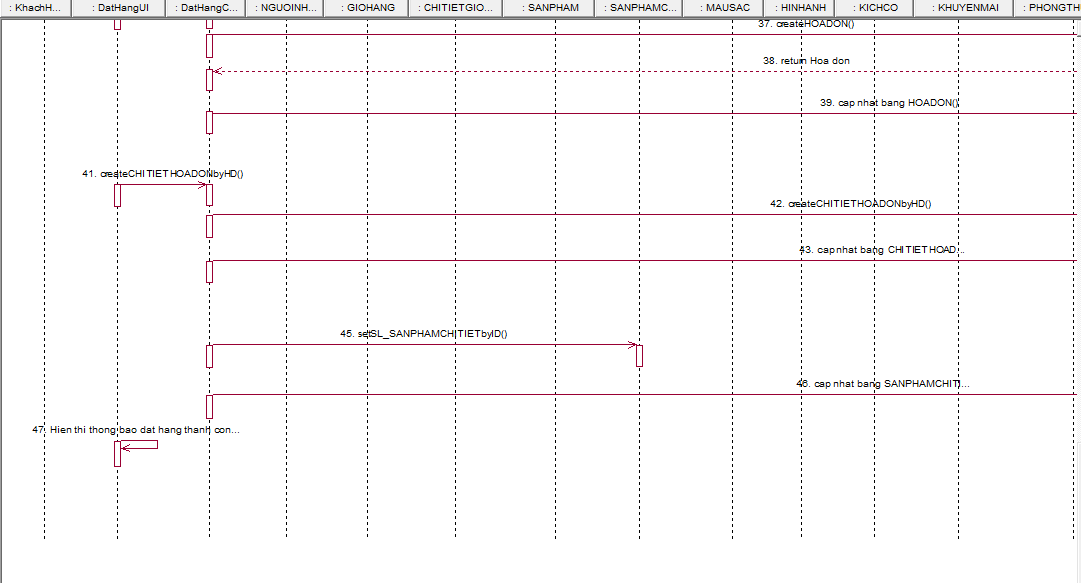 : KhachH...
: DatHangUI
: DatHangC...
: NGUOINH...
: GIOHANG
: CHITIETGIO...
: SANPHAM
: SANPHAMC...
: MAUSAC
: HINHANH
: KICHCO
: KHUYENMAI
: PHONGTH
37. createHOADON()
38. return Hoa don
39. cap nhat bang HOADON()
41. createCHITIETHOADONbyHD()
42. createCHITIETHOADONbyHD()
43. cap nhat bang CHITIETHOAD...
45. setSL_SANPHAMCHITIETbyID()
46. cap nhat bang SANPHAMCHITI...
47. Hien thi thong bao dat hang thanh con...